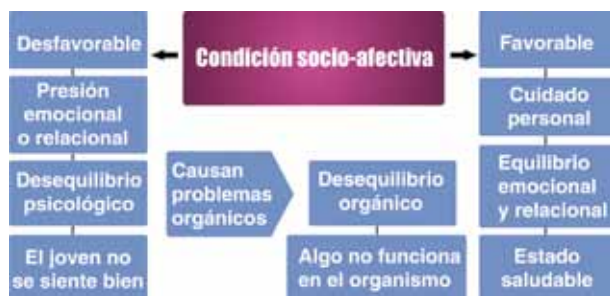 Condición socio-afectiva
Desfavorable
Presión
emocional
o relacional
Desequilibrio
psicológico
El joven no
se siente bien
Causan
problemas
orgánicos
Desequilibrio
orgánico
Algo no funciona
en el organismo
Favorable
Cuidado
personal
Equilibrio
emocional
y relacional
Estado
saludable